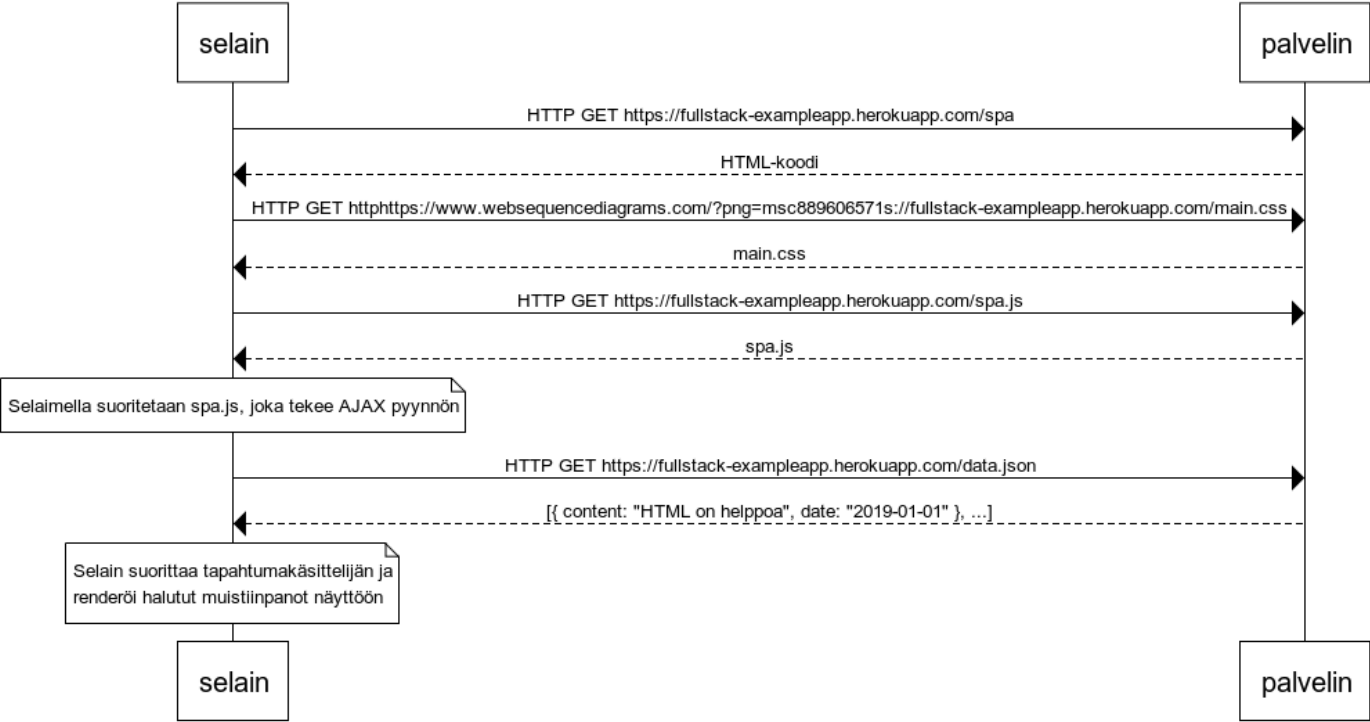 selain
palvelin
HTTP GET https://fullstack-exampleapp.herokuapp.com/spa
HTML-koodi
HTTP GET httphttps://www.websequencediagrams.com/?png=msc889606571s://fullstack-exampleapp.herokuapp.com/main.css
main.css
HTTP GET https://fullstack-exampleapp.herokuapp.com/spa.js
spa.js
Selaimella suoritetaan spa.js, joka tekee AJAX pyynnön
HTTP GET https://fullstack-exampleapp.herokuapp.com/data.json
[{ content: "HTML on helppoa", date: "2019-01-01" }, ...]
Selain suorittaa tapahtumakäsittelijän ja
renderöi halutut muistiinpanot näyttöön
selain
palvelin